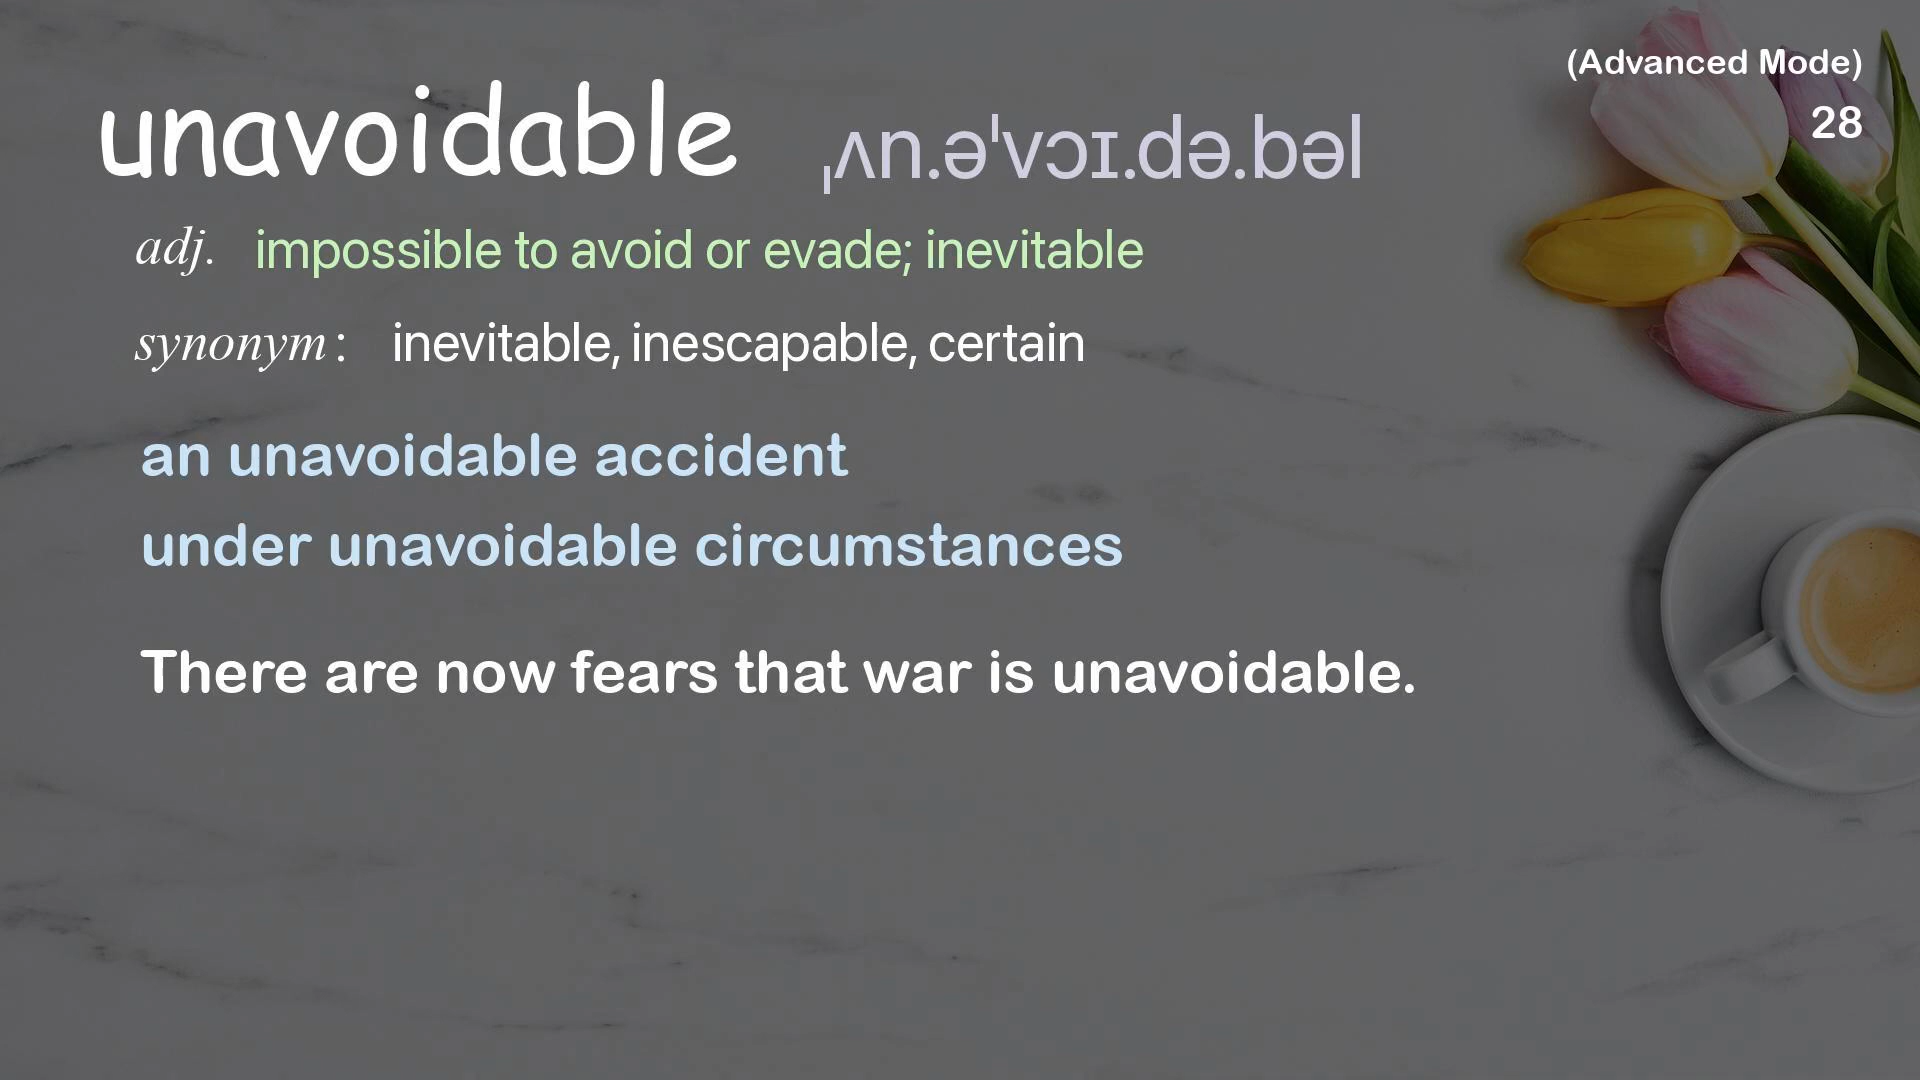 (Advanced Mode)
28
unavoidable ˌʌn.əˈvɔɪ.də.bəl
adj. impossible to avoid or evade; inevitable
synonym: inevitable, inescapable, certain
an unavoidable accident
under unavoidable circumstances
There are now fears that war is unavoidable.